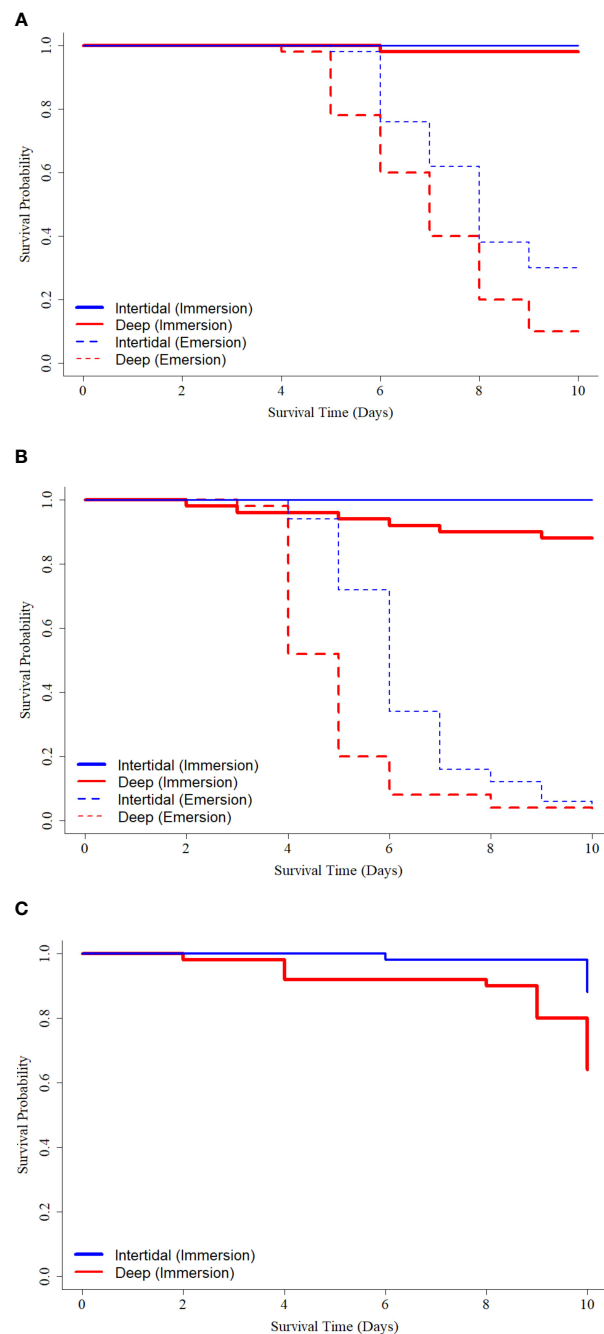 A
1.0
0.8
0.6
0.4
0.2
0.0
Survival Probability
Intertidal (Immersion)
Deep (Immersion)
Intertidal (Emersion)
Deep (Emersion)
0 2 4 6 8 10
Survival Time (Days)
B
1.0
0.8
0.6
0.4
0.2
0.0
Survival Probability
Intertidal (Immersion)
Deep (Immersion)
Intertidal (Emersion)
Deep (Emersion)
0 2 4 6 8 10
Survival Time (Days)
C
1.0
0.8
0.6
0.4
0.2
0.0
Survival Probability
Intertidal (Immersion)
Deep (Immersion)
0 2 4 6 8 10
Survival Time (Days)